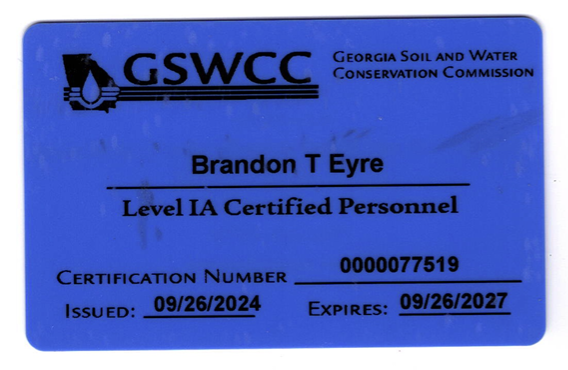 GSWCC
Georgia Soil and Water
Conservation Commission
Brandon T Eyre
Level IA Certified Personnel
Certification Number 0000077519
Issued: 09/26/2024 Expires: 09/26/2027